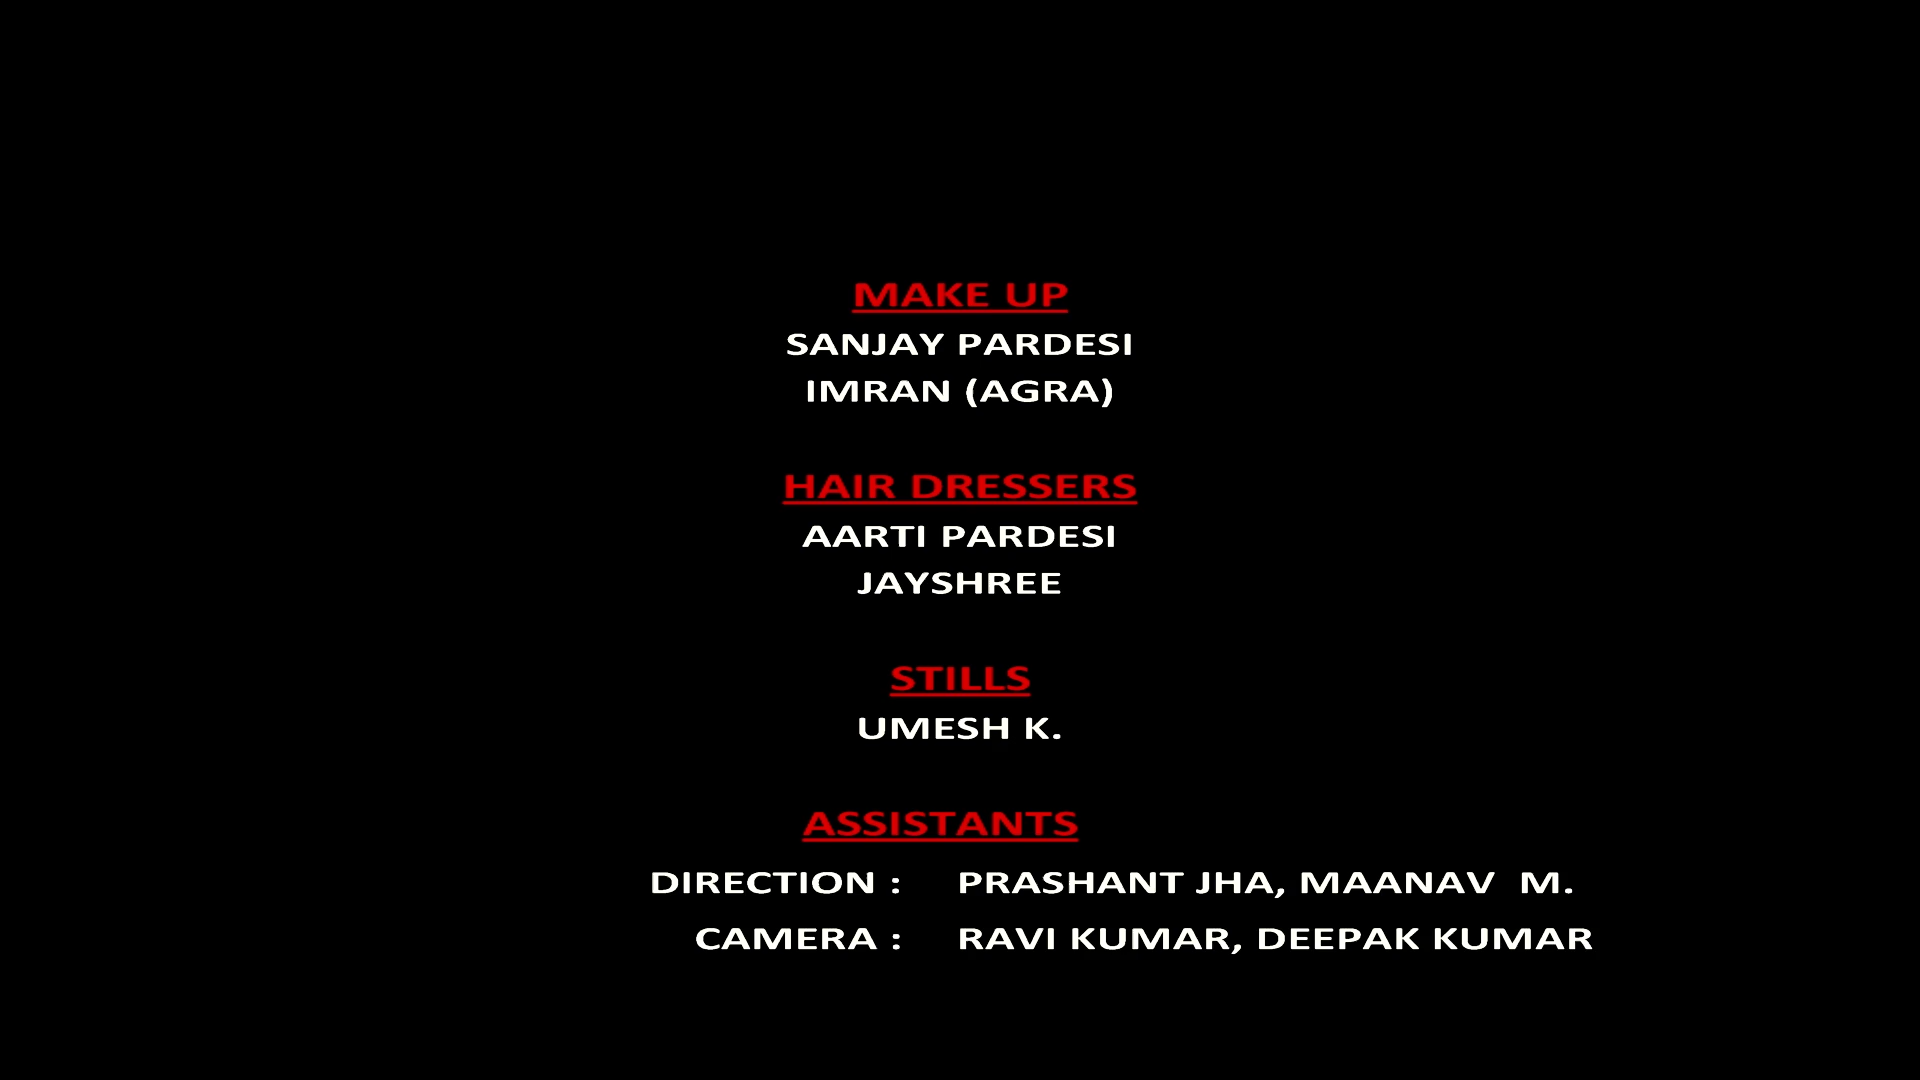 MAKE UP
SANJAY PARDESI
IMRAN (AGRA)
HAIR DRESSERS
AARTI PARDESI
JAYSHREE
STILLS
UMESH K.
ASSISTANTS
DIRECTION : PRASHANT JHA, MAANAV  M.
CAMERA : RAVI KUMAR, DEEPAK KUMAR